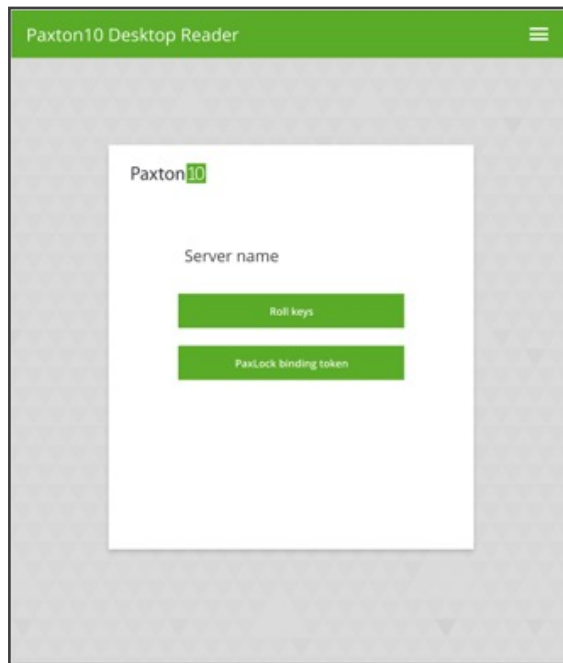 Paxton10 Desktop Reader
Paxton10
Server name
Roll keys
PaxLock binding token